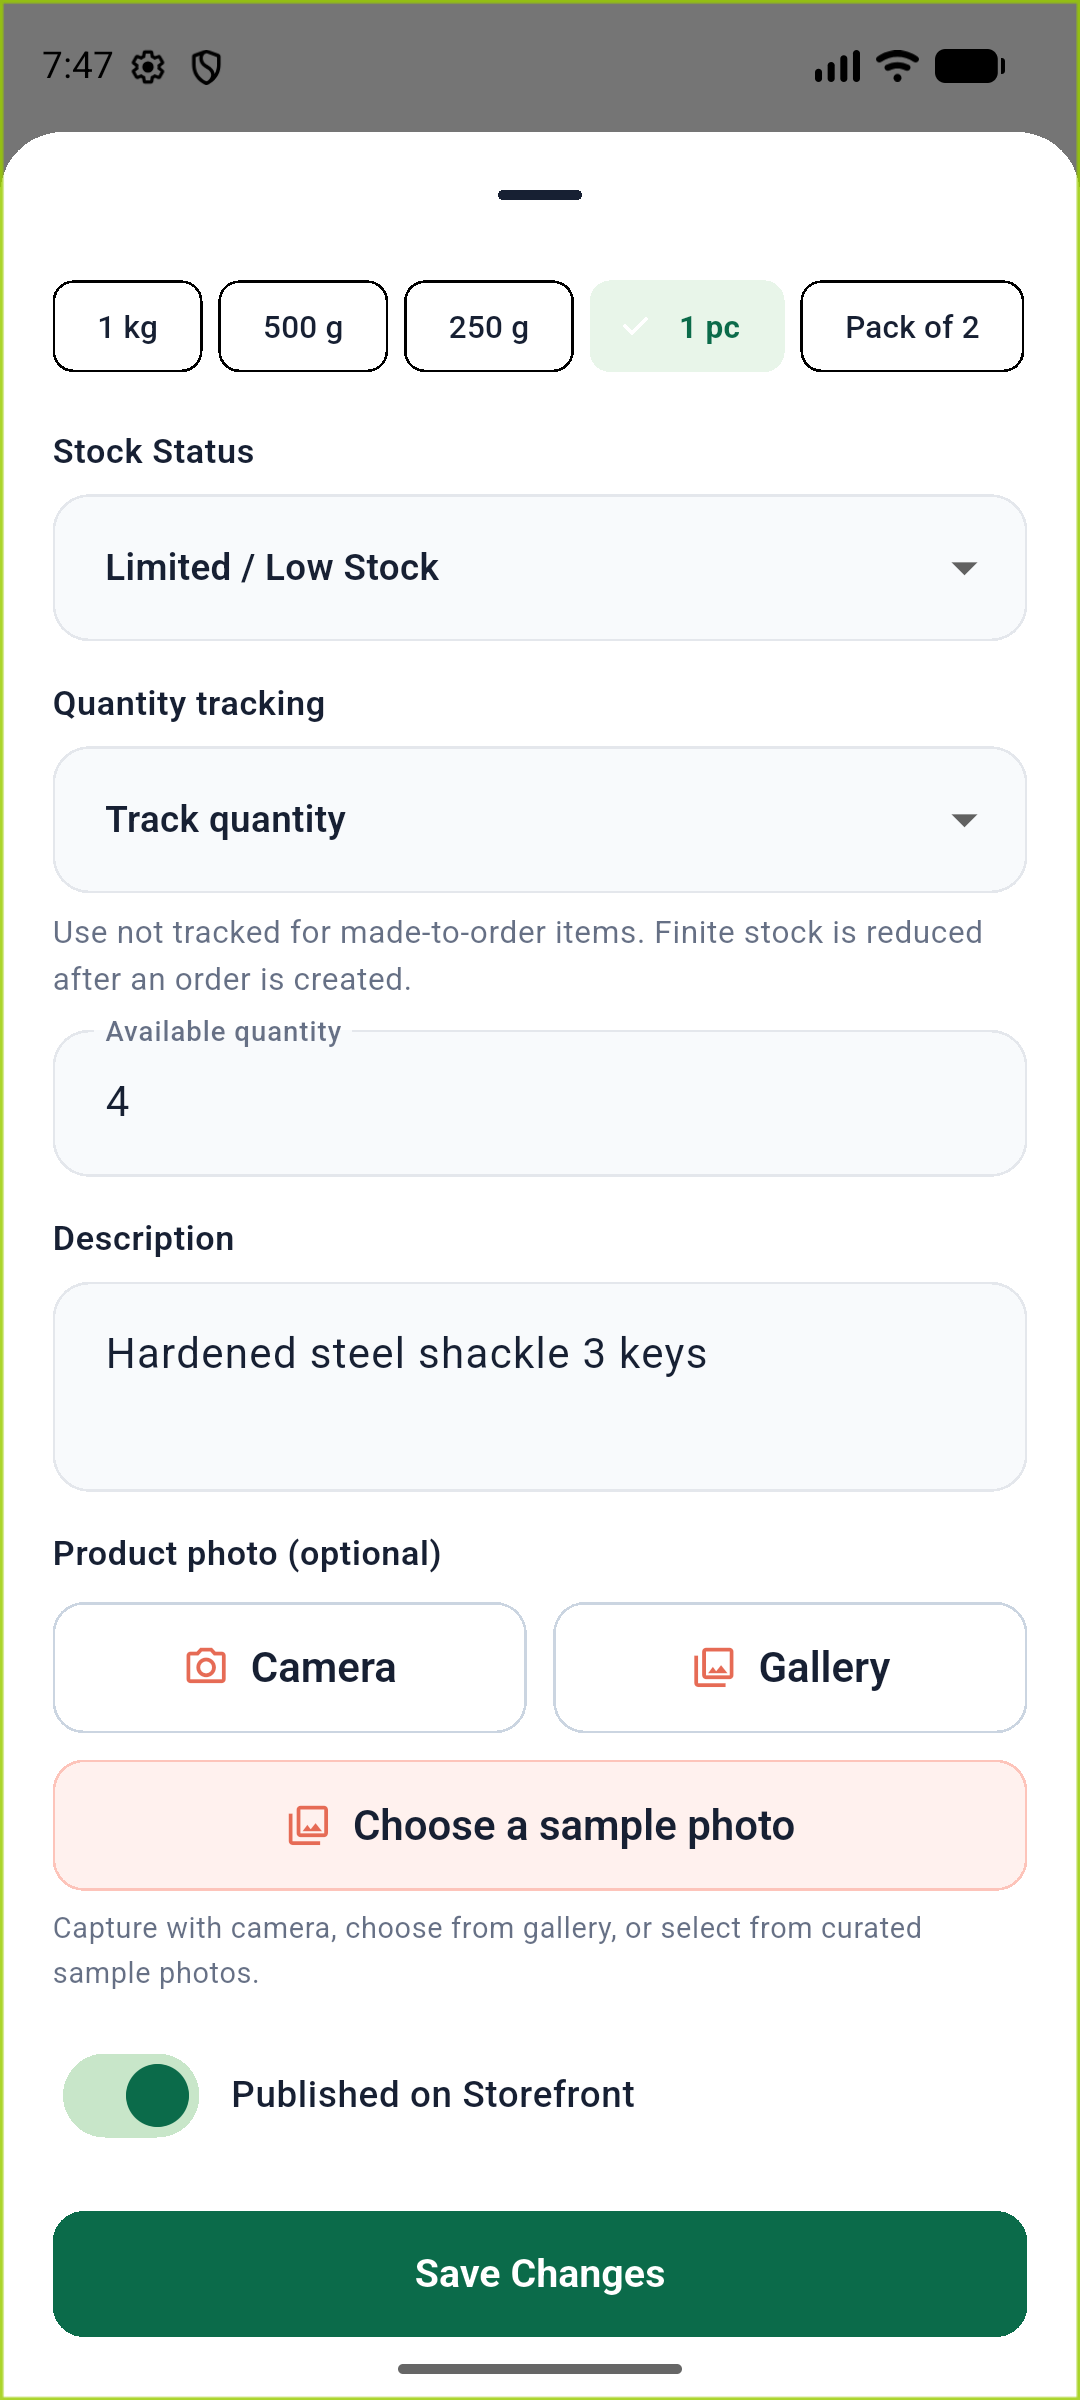 7:47
1 kg
500 g
250 g
1 pc
Pack of 2
Stock Status
Limited / Low Stock
Quantity tracking
Track quantity
Use not tracked for made-to-order items. Finite stock is reduced
after an order is created.
Available quantity
4
Description
Hardened steel shackle 3 keys
Product photo (optional)
Camera
Gallery
Choose a sample photo
Capture with camera, choose from gallery, or select from curated
sample photos.
Published on Storefront
Save Changes